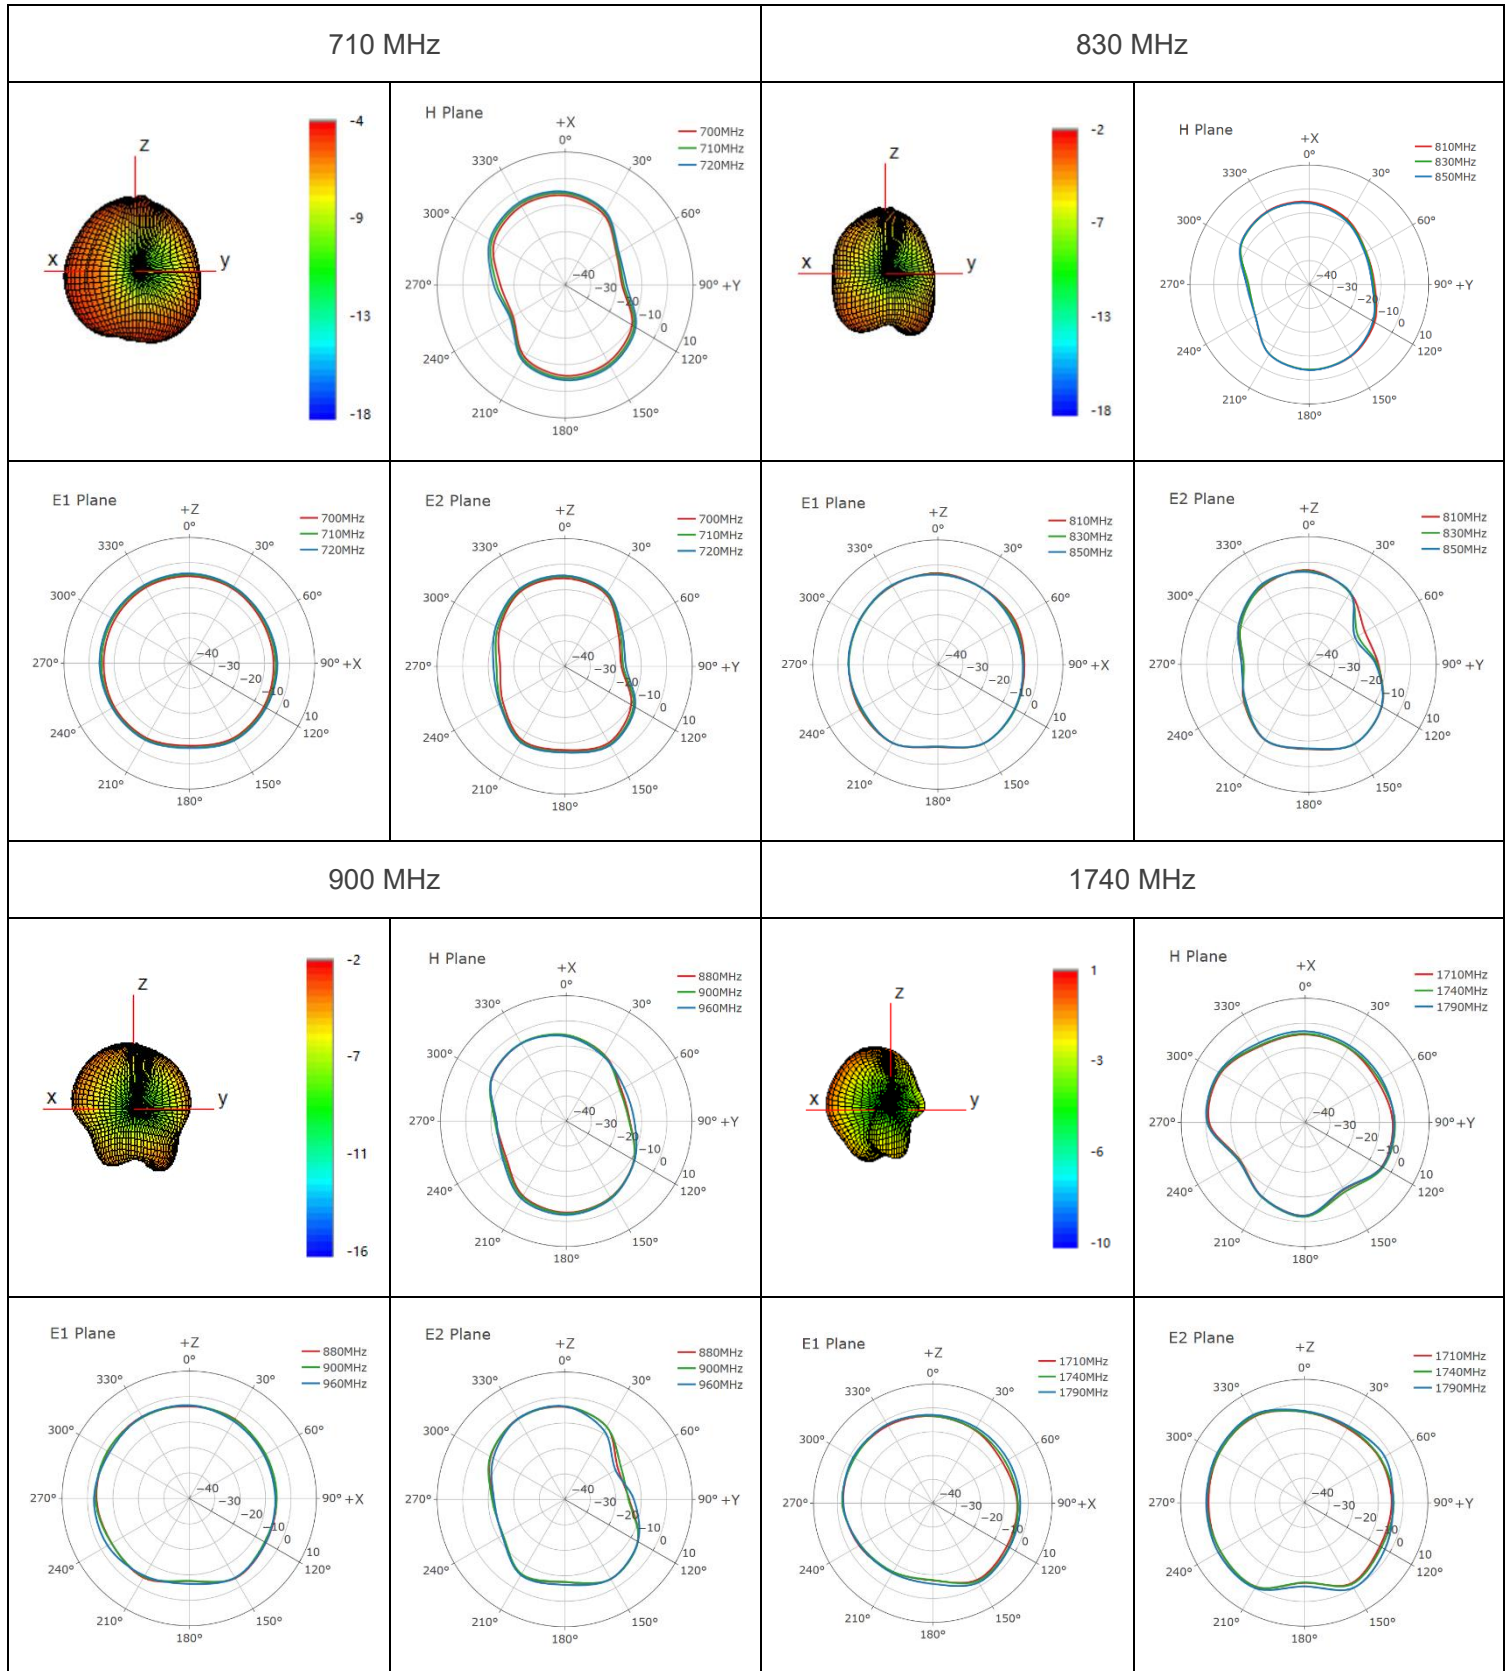 710 MHz
830 MHz
-4
-9
-13
-18
z
x
y
H Plane
+X
0°
30°
60°
90° +Y
120°
150°
180°
210°
240°
270°
300°
330°
−40
−30
−20
−10
0
10
700MHz
710MHz
720MHz
-2
-7
-13
-18
z
x
y
H Plane
+X
0°
30°
60°
90° +Y
120°
150°
180°
210°
240°
270°
300°
330°
−40
−30
−20
−10
0
10
810MHz
830MHz
850MHz
E1 Plane
+Z
0°
30°
60°
90° +X
120°
150°
180°
210°
240°
270°
300°
330°
−40
−30
−20
−10
0
10
700MHz
710MHz
720MHz
E2 Plane
+Z
0°
30°
60°
90° +Y
120°
150°
180°
210°
240°
270°
300°
330°
−40
−30
−20
−10
0
10
700MHz
710MHz
720MHz
E1 Plane
+Z
0°
30°
60°
90° +X
120°
150°
180°
210°
240°
270°
300°
330°
−40
−30
−20
−10
0
10
810MHz
830MHz
850MHz
E2 Plane
+Z
0°
30°
60°
90° +Y
120°
150°
180°
210°
240°
270°
300°
330°
−40
−30
−20
−10
0
10
810MHz
830MHz
850MHz
900 MHz
1740 MHz
-2
-7
-11
-16
z
x
y
H Plane
+X
0°
30°
60°
90° +Y
120°
150°
180°
210°
240°
270°
300°
330°
−40
−30
−20
−10
0
10
880MHz
900MHz
960MHz
1
-3
-6
-10
z
x
y
H Plane
+X
0°
30°
60°
90° +Y
120°
150°
180°
210°
240°
270°
300°
330°
−40
−30
−20
−10
0
10
1710MHz
1740MHz
1790MHz
E1 Plane
+Z
0°
30°
60°
90° +X
120°
150°
180°
210°
240°
270°
300°
330°
−40
−30
−20
−10
0
10
880MHz
900MHz
960MHz
E2 Plane
+Z
0°
30°
60°
90° +Y
120°
150°
180°
210°
240°
270°
300°
330°
−40
−30
−20
−10
0
10
880MHz
900MHz
960MHz
E1 Plane
+Z
0°
30°
60°
90° +X
120°
150°
180°
210°
240°
270°
300°
330°
−40
−30
−20
−10
0
10
1710MHz
1740MHz
1790MHz
E2 Plane
+Z
0°
30°
60°
90° +Y
120°
150°
180°
210°
240°
270°
300°
330°
−40
−30
−20
−10
0
10
1710MHz
1740MHz
1790MHz